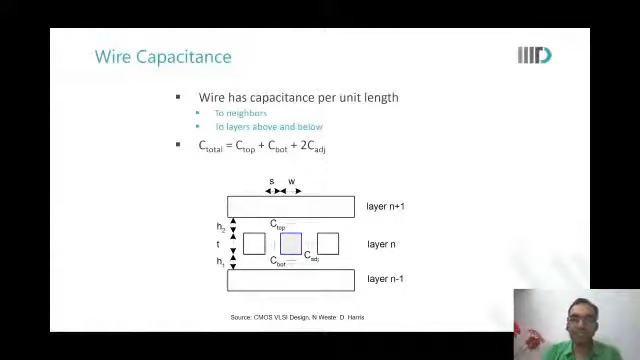 Wire Capacitance
Wire has capacitance per unit length
To neighbors
To layers above and below
Ctotal = Ctop + Cbot + 2Cadj
s w
layer n+1
h2
Ctop
t
layer n
Cadj
h1
Cbot
layer n-1
Source: CMOS VLSI Design, N Weste D. Harris